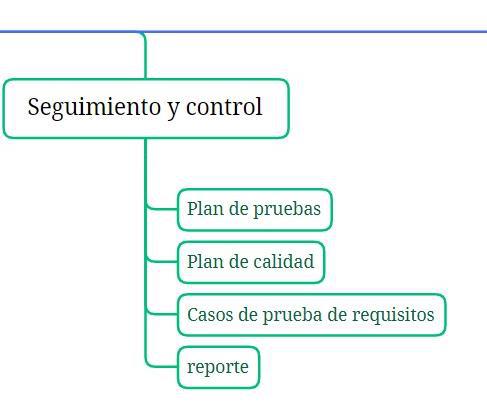 Seguimiento y control
Plan de pruebas
Plan de calidad
Casos de prueba de requisitos
reporte